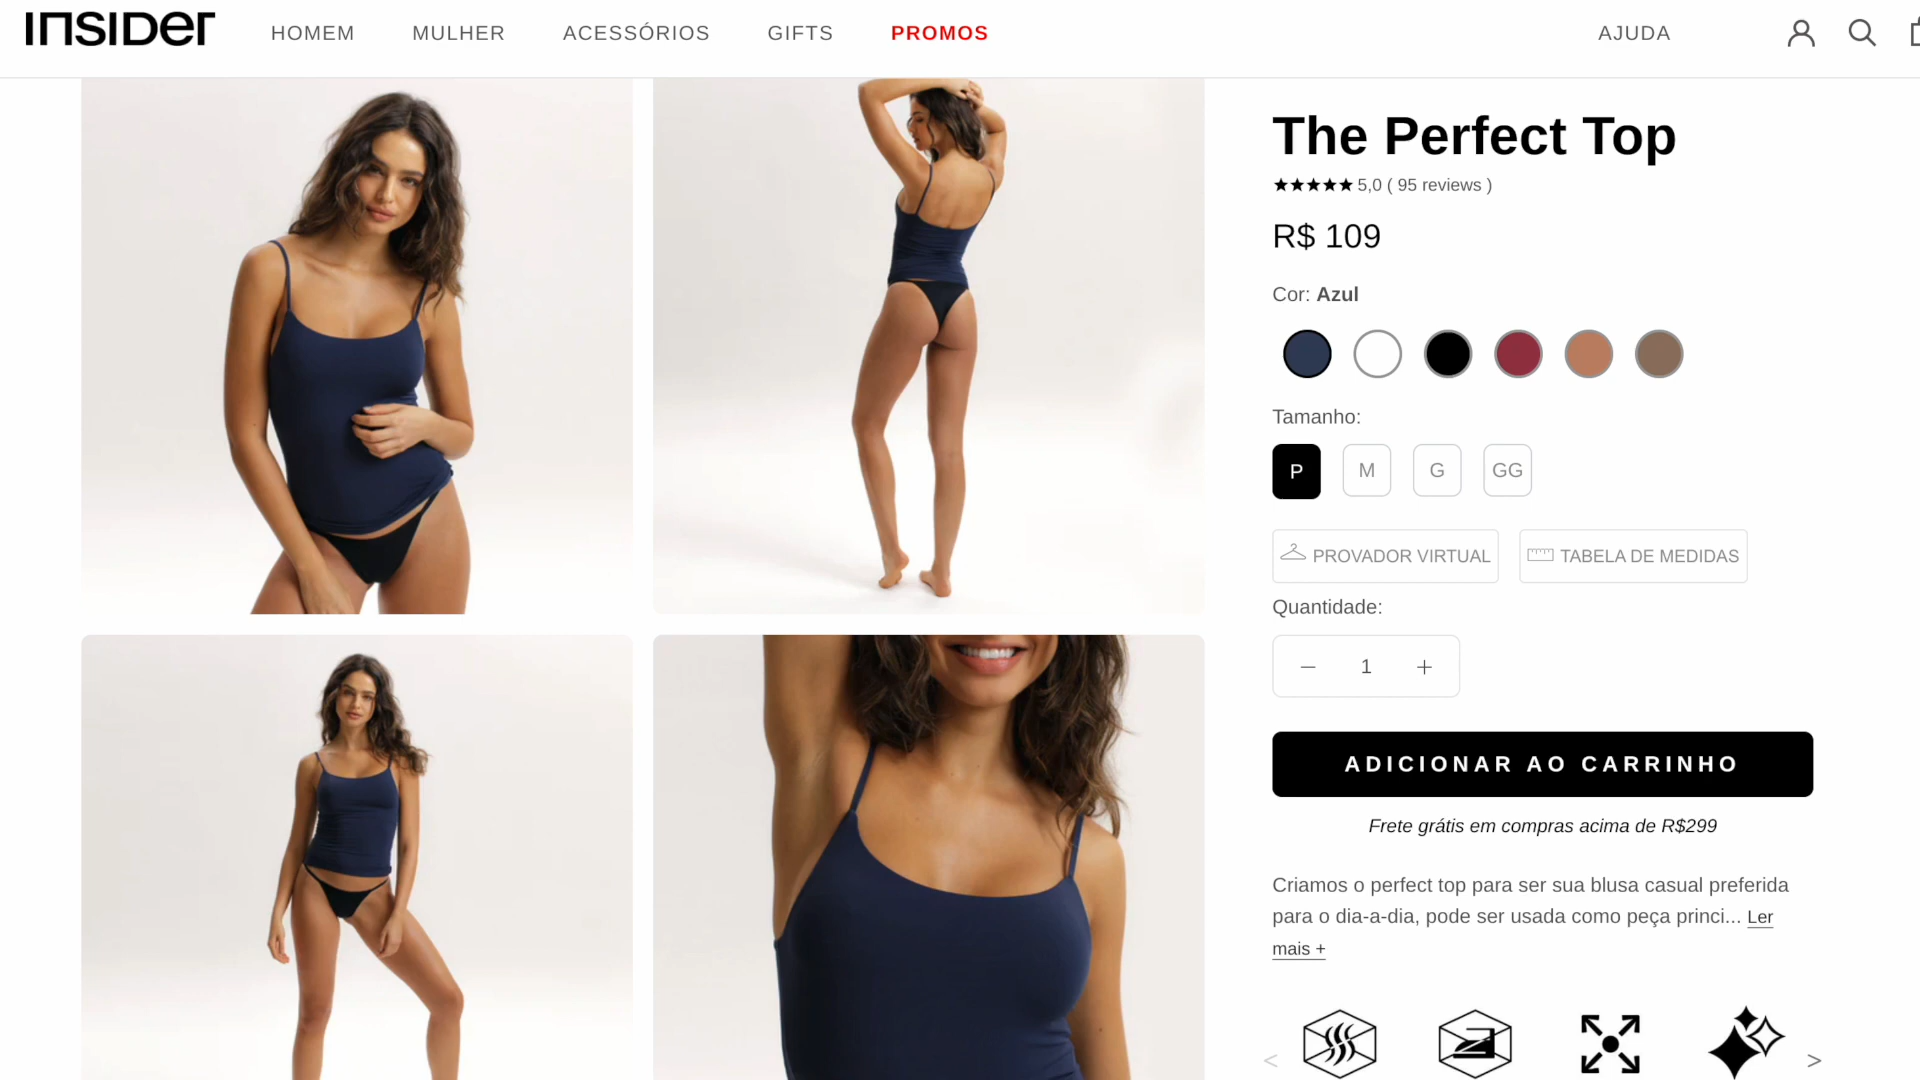 INSIDER
HOMEM
MULHER
ACESSÓRIOS
GIFTS
PROMOS
AJUDA
The Perfect Top
★★★★★ 5,0 ( 95 reviews )
R$ 109
Cor: Azul
Tamanho:
P
M
G
GG
PROVADOR VIRTUAL
TABELA DE MEDIDAS
Quantidade:
− 1 +
ADICIONAR AO CARRINHO
Frete grátis em compras acima de R$299
Criamos o perfect top para ser sua blusa casual preferida
para o dia-a-dia, pode ser usada como peça princi... Ler
mais +
< >